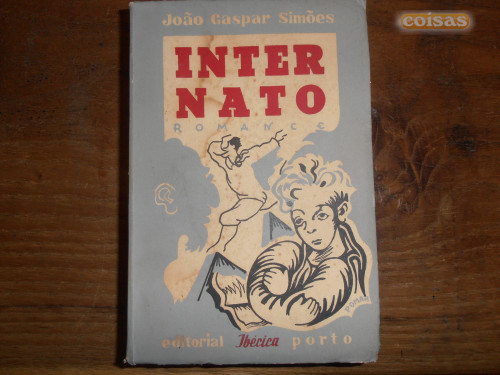 coisas
João Gaspar Simões
INTER
NATO
ROMANCE
editorial Ibérica porto